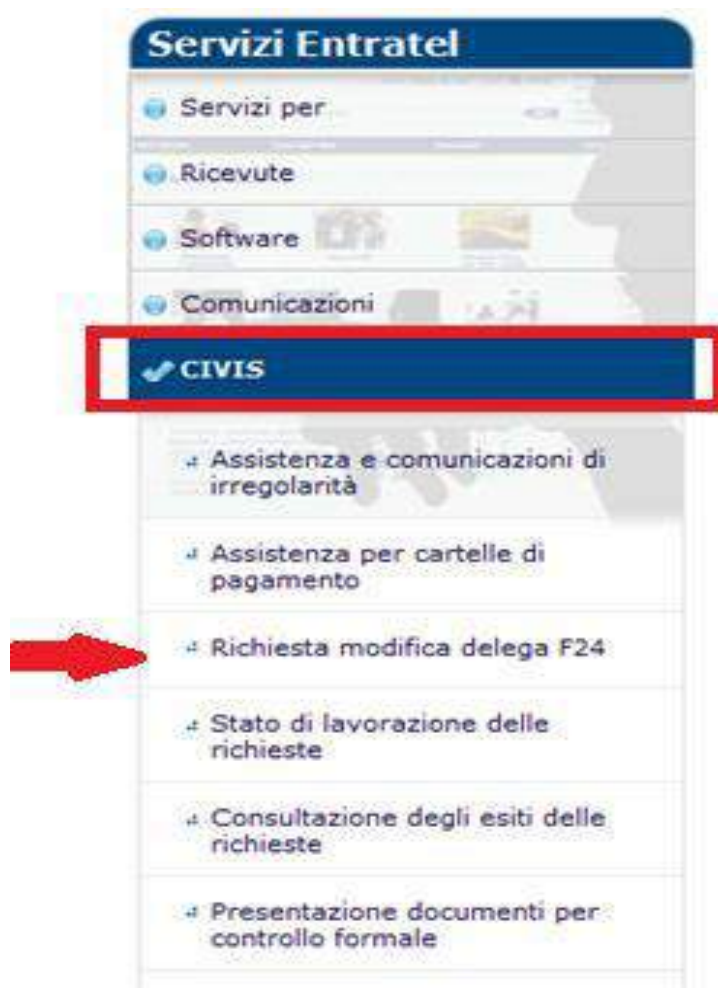 Servizi Entratel
Servizi per
Ricevute
Software
Comunicazioni
CIVIS
Assistenza e comunicazioni di
irregolarità
Assistenza per cartelle di
pagamento
Richiesta modifica delega F24
Stato di lavorazione delle
richieste
Consultazione degli esiti delle
richieste
Presentazione documenti per
controllo formale